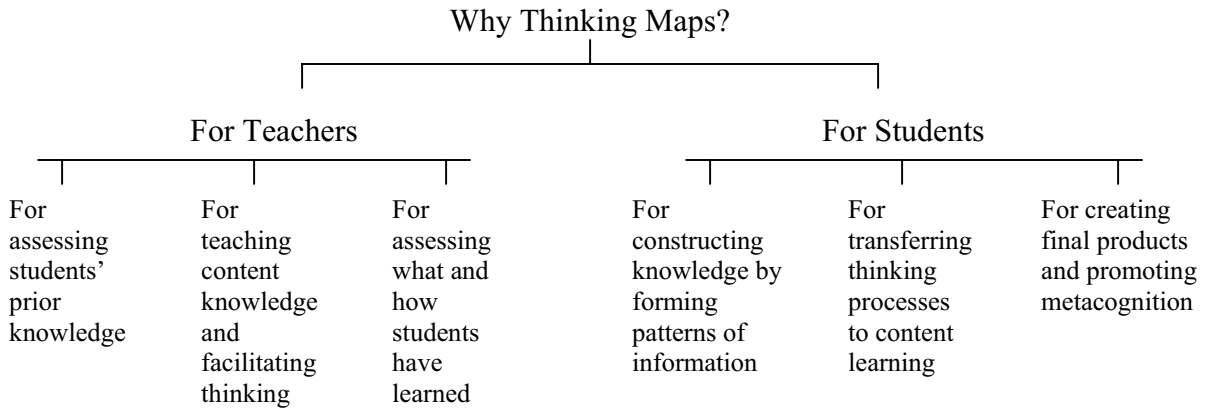 Why Thinking Maps?
For Teachers
For Students
For
assessing
students’
prior
knowledge
For
teaching
content
knowledge
and
facilitating
thinking
For
assessing
what and
how
students
have
learned
For
constructing
knowledge by
forming
patterns of
information
For
transferring
thinking
processes
to content
learning
For creating
final products
and promoting
metacognition